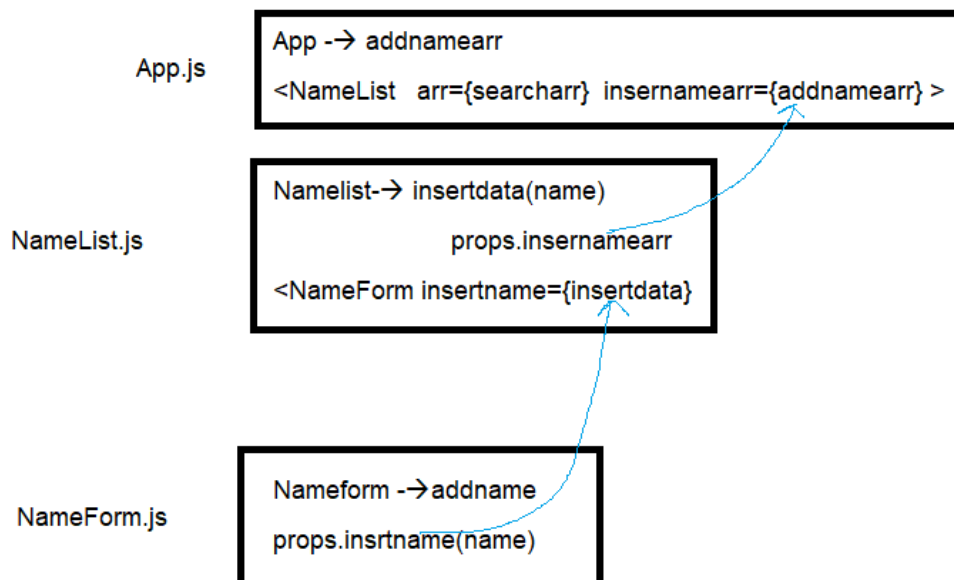 App.js
App -→ addnamearr
<NameList arr={searcharr} insernamearr={addnamearr} >
NameList.js
Namelist-→ insertdata(name)
props.insernamearr
<NameForm insertname={insertdata}
NameForm.js
Nameform -→addname
props.insrtname(name)